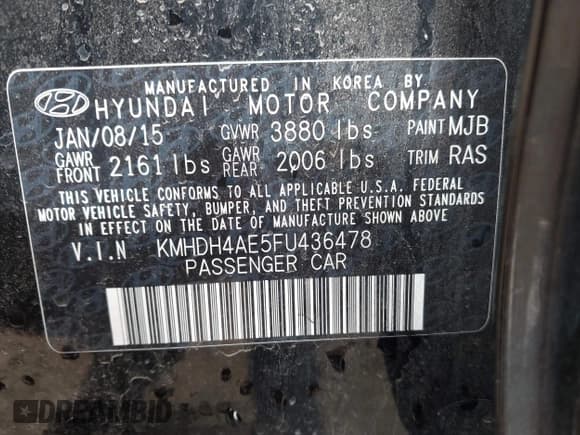 MANUFACTURED IN KOREA BY
HYUNDAI MOTOR COMPANY
JAN/08/15 GVWR 3880 lbs PAINT MJB
GAWR FRONT 2161 lbs GAWR REAR 2006 lbs TRIM RAS
THIS VEHICLE CONFORMS TO ALL APPLICABLE U.S.A. FEDERAL
MOTOR VEHICLE SAFETY, BUMPER, AND THEFT PREVENTION STANDARDS
IN EFFECT ON THE DATE OF MANUFACTURE SHOWN ABOVE.
V.I.N KMHDH4AE5FU436478
PASSENGER CAR
DREAMBID